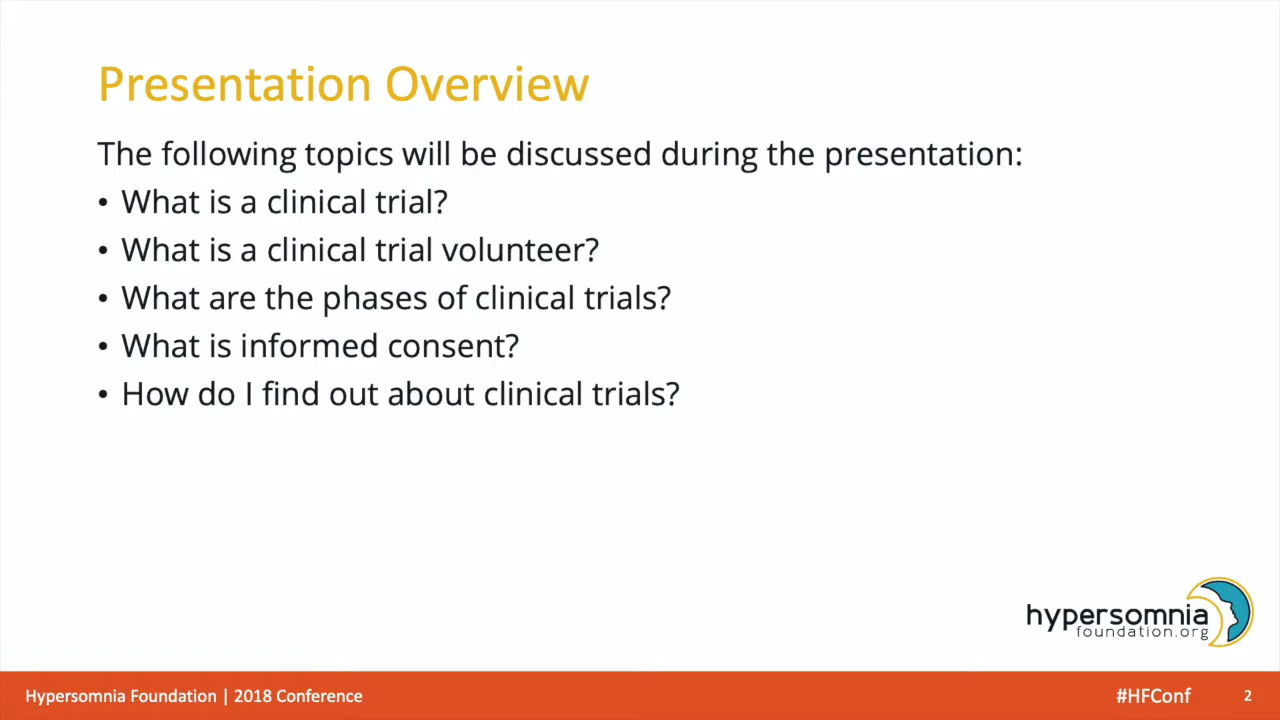 Presentation Overview
The following topics will be discussed during the presentation:
• What is a clinical trial?
• What is a clinical trial volunteer?
• What are the phases of clinical trials?
• What is informed consent?
• How do I find out about clinical trials?
hypersomnia
foundation.org
Hypersomnia Foundation | 2018 Conference
#HFConf
2